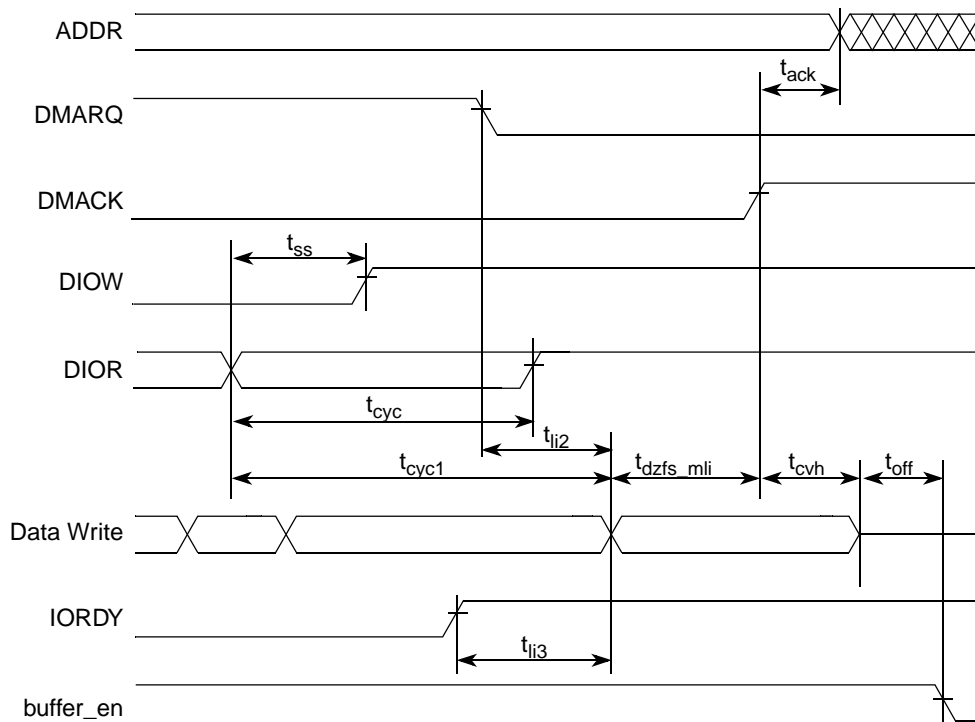 ADDR
t_ack
DMARQ
DMACK
t_ss
DIOW
DIOR
t_cyc
t_li2
t_cyc1
t_dzfs_mli
t_cvh
t_off
Data Write
IORDY
t_li3
buffer_en